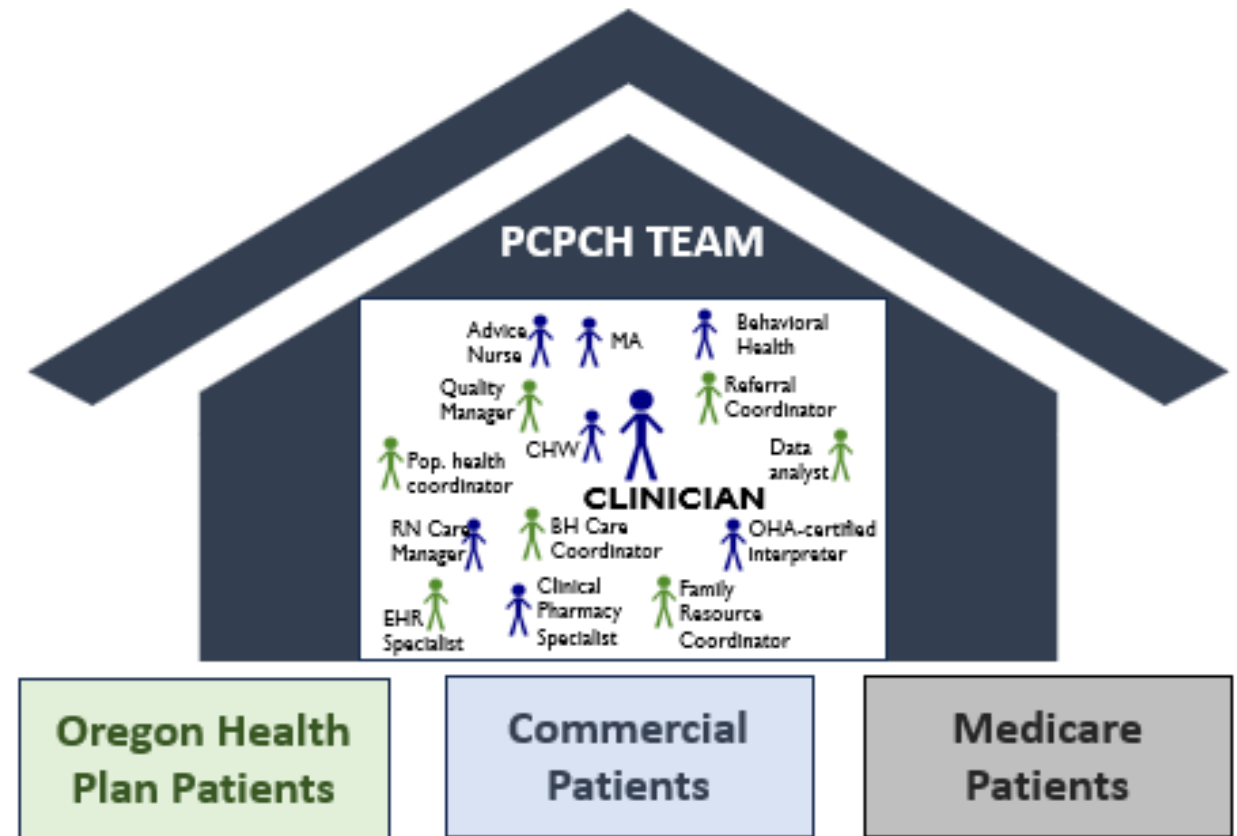 PCPCH TEAM
Advice
Nurse
MA
Behavioral
Health
Quality
Manager
Referral
Coordinator
CHW
Data
analyst
Pop. health
coordinator
CLINICIAN
RN Care
Manager
BH Care
Coordinator
OHA-certified
Interpreter
EHR
Specialist
Clinical
Pharmacy
Specialist
Family
Resource
Coordinator
Oregon Health
Plan Patients
Commercial
Patients
Medicare
Patients